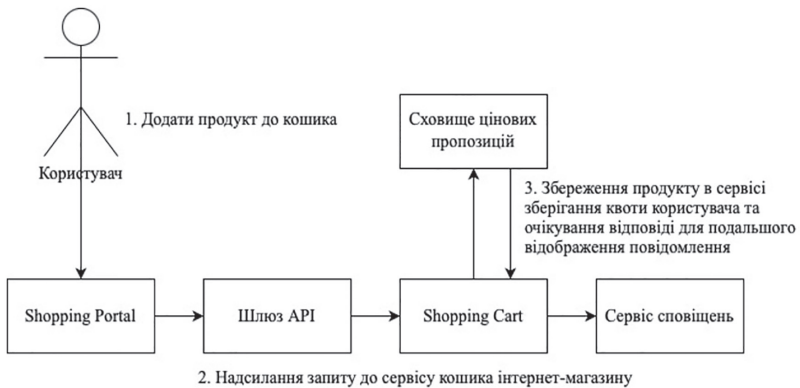 1. Додати продукт до кошика
Користувач
Сховище цінових
пропозицій
3. Збереження продукту в сервісі
зберігання квоти користувача та
очікування відповіді для подальшого
відображення повідомлення
Shopping Portal
Шлюз API
Shopping Cart
Сервіс сповіщень
2. Надсилання запиту до сервісу кошика інтернет-магазину